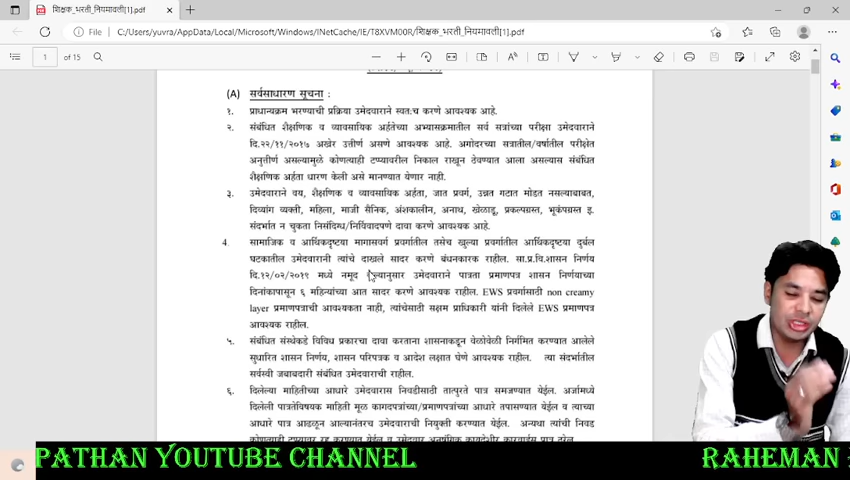 शिक्षक_भरती_नियमावली[1].pdf
File | C:/Users/yuvra/AppData/Local/Microsoft/Windows/INetCache/IE/T8XVM00R/शिक्षक_भरती_नियमावली[1].pdf
1 of 15
(A) सर्वसाधारण सूचना :
१. प्राधान्यक्रम भरण्याची प्रक्रिया उमेदवाराने स्वतःच करणे आवश्यक आहे.
२. संबंधित शैक्षणिक व व्यावसायिक अर्हतेच्या अभ्यासक्रमातील सर्व सत्रांच्या परीक्षा उमेदवाराने
दि.२२/११/२०१७ अखेर उत्तीर्ण असणे आवश्यक आहे. अगोदरच्या सत्रातील/वर्षातील परीक्षेत
अनुत्तीर्ण असल्यामुळे कोणत्याही टप्प्यावरील निकाल राखून ठेवण्यात आला असल्यास संबंधित
शैक्षणिक अर्हता धारण केली असे मानण्यात येणार नाही.
३. उमेदवाराने वय, शैक्षणिक व व्यावसायिक अर्हता, जात प्रवर्ग, उन्नत गटात मोडत नसल्याबाबत,
दिव्यांग व्यक्ती, महिला, माजी सैनिक, अंशकालीन, अनाथ, खेळाडू, प्रकल्पग्रस्त, भूकंपग्रस्त इ.
संदर्भात न चुकता निसंदिग्ध/निर्विवादपणे दावा करणे आवश्यक आहे.
4. सामाजिक व आर्थिकदृष्टया मागासवर्ग प्रवर्गातील तसेच खुल्या प्रवर्गातील आर्थिकदृष्टया दुर्बल
घटकातील उमेदवारानी त्यांचे दाखले सादर करणे बंधनकारक राहील. सा.प्र.वि.शासन निर्णय
दि.१२/०२/२०१९ मध्ये नमूद केल्यानुसार उमेदवाराने पात्रता प्रमाणपत्र शासन निर्णयाच्या
दिनांकापासून ६ महिन्यांच्या आत सादर करणे आवश्यक राहील. EWS प्रवर्गासाठी non creamy
layer प्रमाणपत्राची आवश्यकता नाही, त्यांचेसाठी सक्षम प्राधिकारी यांनी दिलेले EWS प्रमाणपत्र
आवश्यक राहील.
५. संबंधित संस्थेकडे विविध प्रकारचा दावा करताना शासनाकडून वेळोवेळी निर्गमित करण्यात आलेले
सुधारित शासन निर्णय, शासन परिपत्रक व आदेश लक्षात घेणे आवश्यक राहील. त्या संदर्भातील
सर्वस्वी जबाबदारी संबंधित उमेदवाराची राहील.
६. दिलेल्या माहितीच्या आधारे उमेदवारास निवडीसाठी तात्पुरते पात्र समजण्यात येईल. अर्जामध्ये
दिलेली पात्रतेविषयक माहिती मूळ कागदपत्रांच्या/प्रमाणपत्रांच्या आधारे तपासण्यात येईल व त्याच्या
आधारे पात्र आढळून आल्यानंतरच उमेदवाराची नियुक्ती करण्यात येईल. अन्यथा त्यांची निवड
PATHAN YOUTUBE CHANNEL RAHEMAN